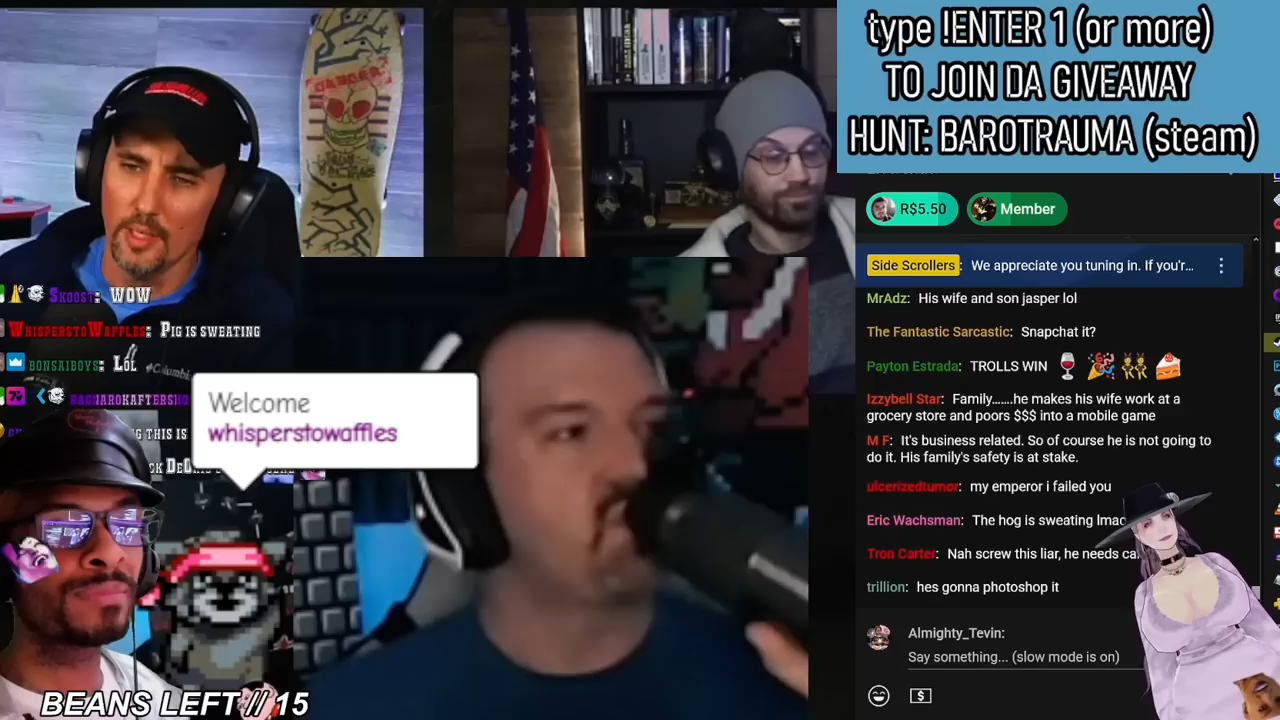 type !ENTER 1 (or more)
TO JOIN DA GIVEAWAY
HUNT: BAROTRAUMA (steam)
R$5.50
Member
Side Scrollers: We appreciate you tuning in. If you'r...
MrAdz: His wife and son jasper lol
The Fantastic Sarcastic: Snapchat it?
Payton Estrada: TROLLS WIN
Izzybell Star: Family.......he makes his wife work at a
grocery store and poors $$$ into a mobile game
M F: It's business related. So of course he is not going to
do it. His family's safety is at stake.
ulcerizedtumor: my emperor i failed you
Eric Wachsman: The hog is sweating lmao
Tron Carter: Nah screw this liar, he needs
trillion: hes gonna photoshop it
Almighty_Tevin:
Say something... (slow mode is on)
DANGER
Skoost: WOW
WhisperstoWaffles: Pig is sweating
bonsaiboys: Lol
Columbia
Welcome
whisperstowaffles
THIS IS
BEANS LEFT // 15